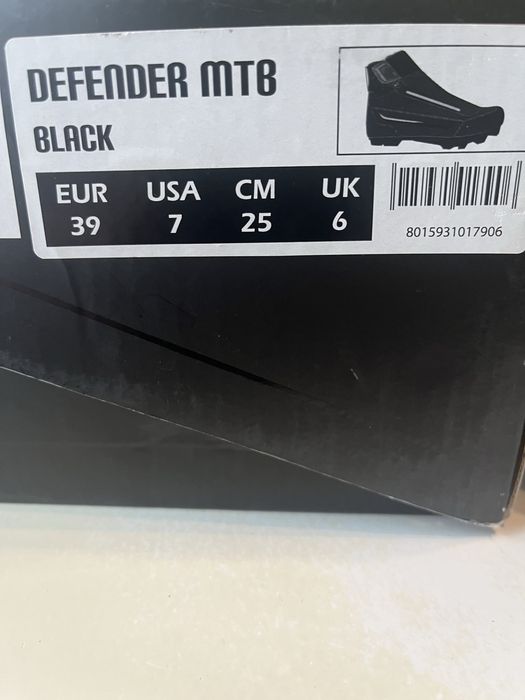 DEFENDER MTB
BLACK
EUR USA CM UK
39 7 25 6
8015931017906